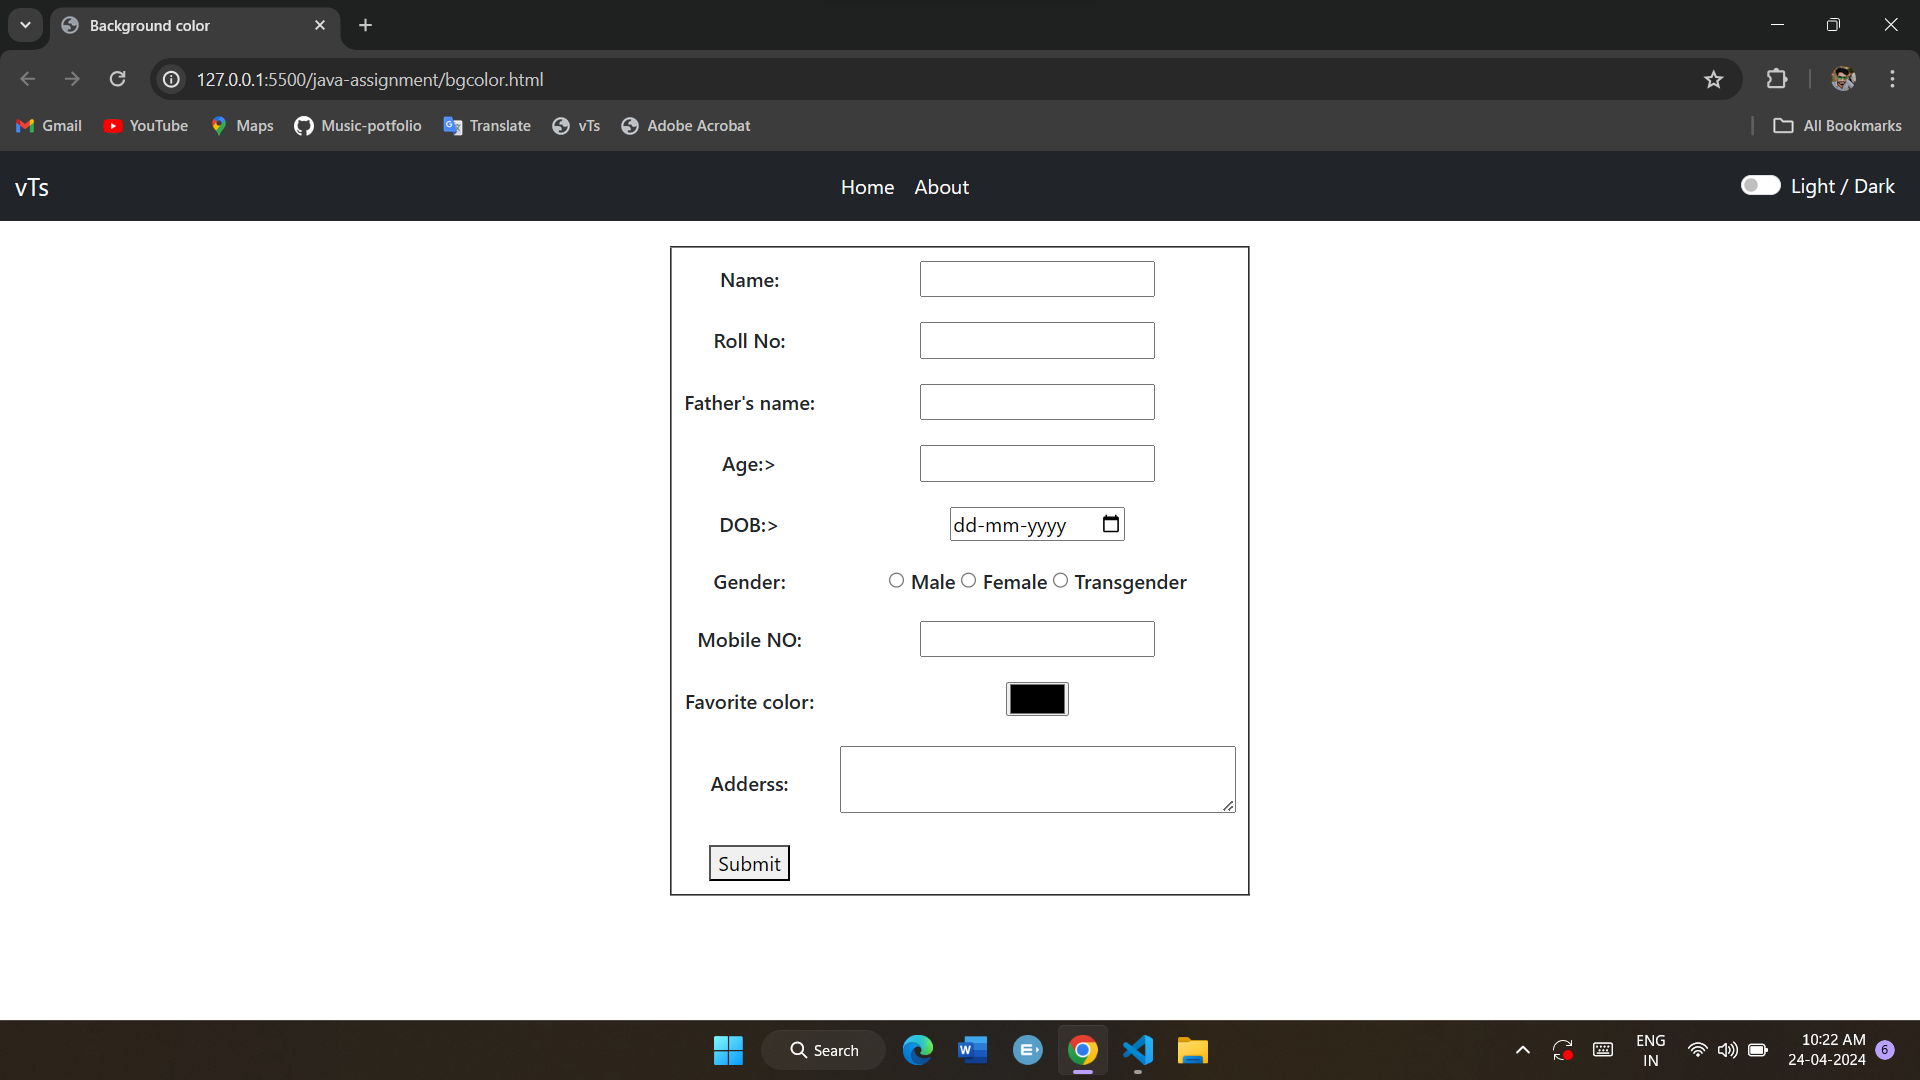 Background color
127.0.0.1:5500/java-assignment/bgcolor.html
Gmail YouTube Maps Music-potfolio Translate vTs Adobe Acrobat All Bookmarks
vTs Home About Light / Dark
Name:
Roll No:
Father's name:
Age:>
DOB:> dd-mm-yyyy
Gender: Male Female Transgender
Mobile NO:
Favorite color:
Adderss:
Submit
Search
ENG
IN
10:22 AM
24-04-2024
6